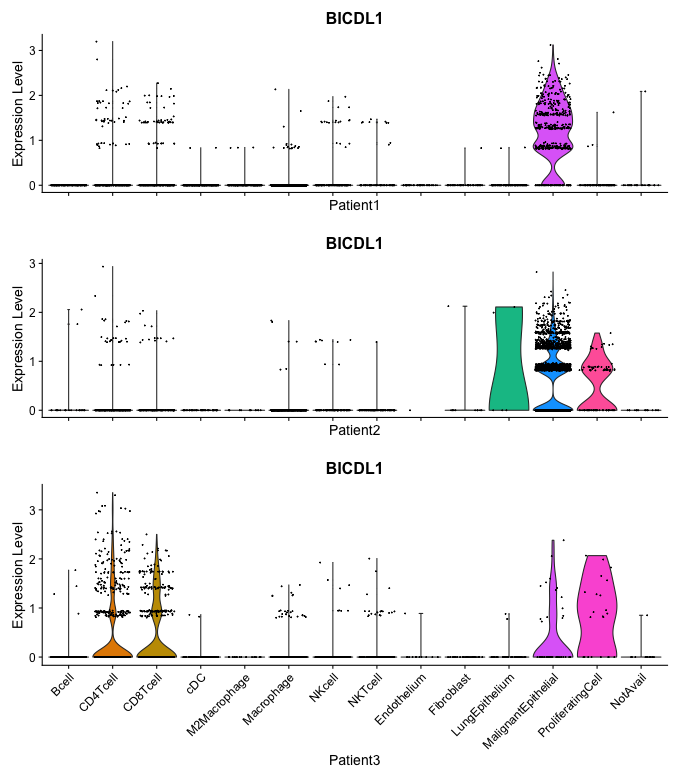 BICDL1
Expression Level
3
2
1
0
Patient1
BICDL1
Expression Level
3
2
1
0
Patient2
BICDL1
Expression Level
3
2
1
0
Bcell
CD4Tcell
CD8Tcell
cDC
M2Macrophage
Macrophage
NKcell
NKTcell
Endothelium
Fibroblast
LungEpithelium
MalignantEpithelial
ProliferatingCell
NotAvail
Patient3